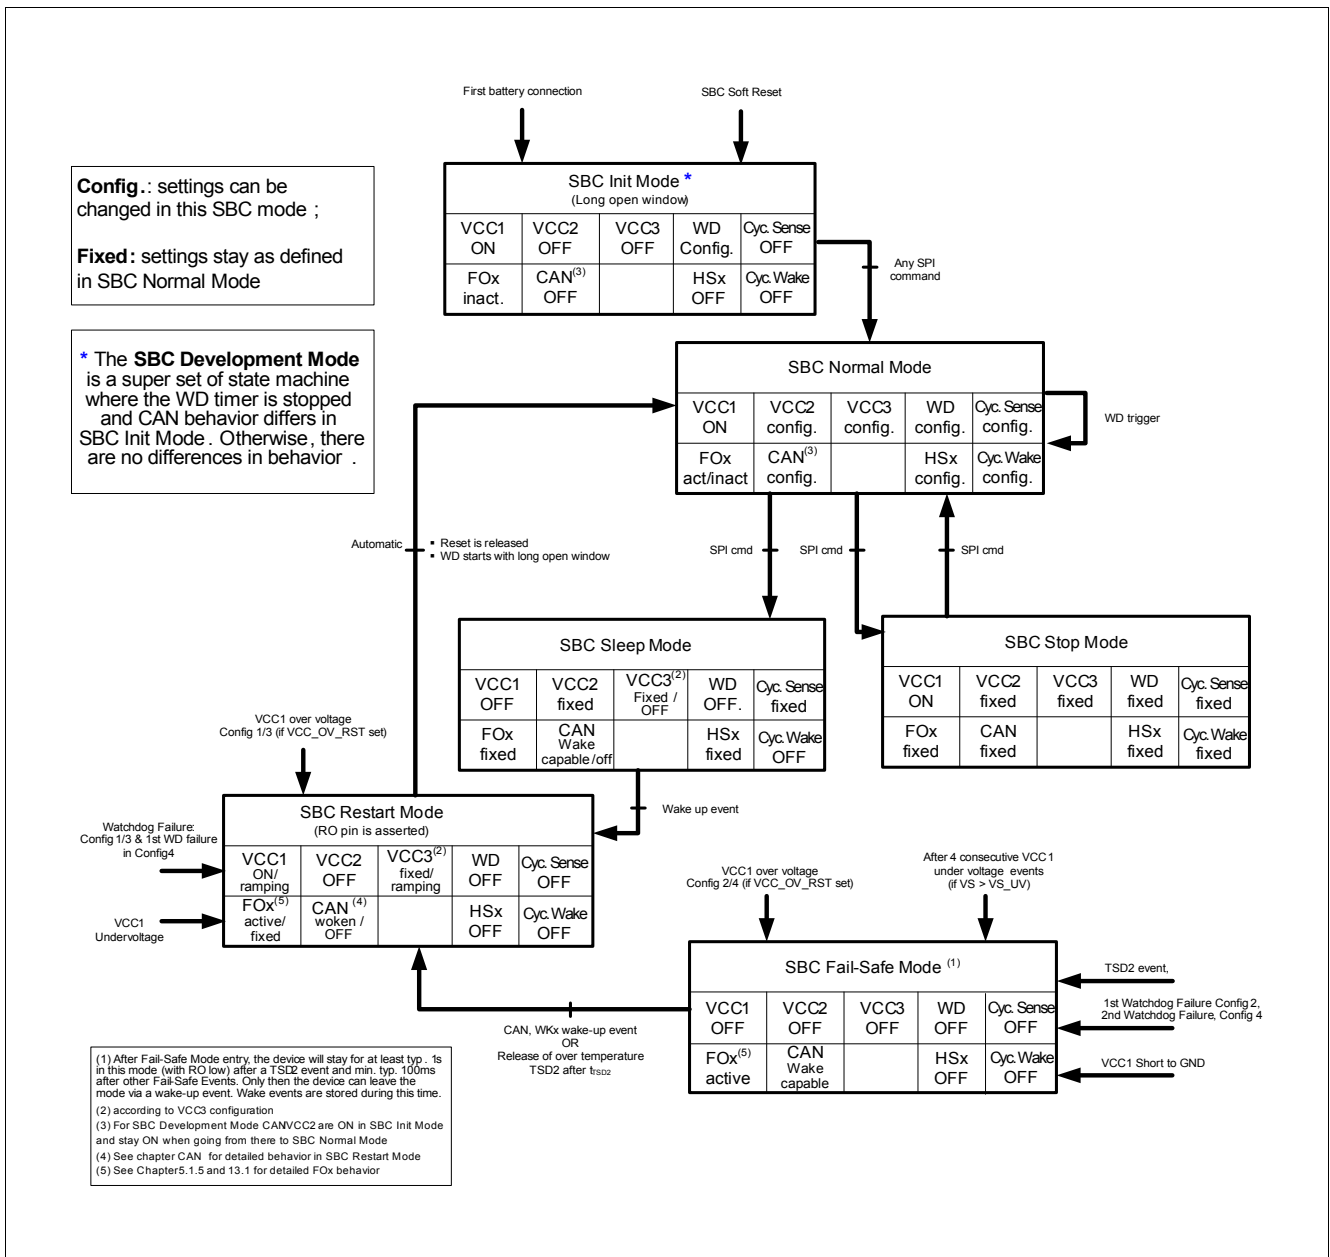 First battery connection
SBC Soft Reset
Config.: settings can be
changed in this SBC mode ;
Fixed: settings stay as defined
in SBC Normal Mode
* The SBC Development Mode
is a super set of state machine
where the WD timer is stopped
and CAN behavior differs in
SBC Init Mode . Otherwise , there
are no differences in behavior .
SBC Init Mode *
(Long open window)
VCC1 ON
VCC2 OFF
VCC3 OFF
WD Config.
Cyc. Sense OFF
FOx inact.
CAN(3) OFF
HSx OFF
Cyc. Wake OFF
Any SPI
command
SBC Normal Mode
VCC1 ON
VCC2 config.
VCC3 config.
WD config.
Cyc. Sense config.
FOx act/inact
CAN(3) config.
HSx config.
Cyc. Wake config.
WD trigger
Automatic
▪ Reset is released
▪ WD starts with long open window
SPI cmd
SPI cmd
SPI cmd
SBC Sleep Mode
VCC1 OFF
VCC2 fixed
VCC3(2) Fixed / OFF
WD OFF.
Cyc. Sense fixed
FOx fixed
CAN Wake capable /off
HSx fixed
Cyc. Wake OFF
SBC Stop Mode
VCC1 ON
VCC2 fixed
VCC3 fixed
WD fixed
Cyc. Sense fixed
FOx fixed
CAN fixed
HSx fixed
Cyc. Wake fixed
VCC1 over voltage
Config 1/3 (if VCC_OV_RST set)
Wake up event
SBC Restart Mode
(RO pin is asserted)
VCC1 ON/ ramping
VCC2 OFF
VCC3(2) fixed/ ramping
WD OFF
Cyc. Sense OFF
FOx(5) active/ fixed
CAN(4) woken / OFF
HSx OFF
Cyc. Wake OFF
Watchdog Failure:
Config 1/3 & 1st WD failure
in Config4
VCC1
Undervoltage
VCC1 over voltage
Config 2/4 (if VCC_OV_RST set)
After 4 consecutive VCC1
under voltage events
(if VS > VS_UV)
SBC Fail-Safe Mode (1)
VCC1 OFF
VCC2 OFF
VCC3 OFF
WD OFF
Cyc. Sense OFF
FOx(5) active
CAN Wake capable
HSx OFF
Cyc. Wake OFF
TSD2 event,
1st Watchdog Failure Config 2,
2nd Watchdog Failure, Config 4
VCC1 Short to GND
CAN, WKx wake-up event
OR
Release of over temperature
TSD2 after tTSD2
(1) After Fail-Safe Mode entry, the device will stay for at least typ . 1s
in this mode (with RO low) after a TSD2 event and min. typ. 100ms
after other Fail-Safe Events. Only then the device can leave the
mode via a wake-up event. Wake events are stored during this time.
(2) according to VCC3 configuration
(3) For SBC Development Mode CAN/VCC2 are ON in SBC Init Mode
and stay ON when going from there to SBC Normal Mode
(4) See chapter CAN for detailed behavior in SBC Restart Mode
(5) See Chapter5.1.5 and 13.1 for detailed FOx behavior